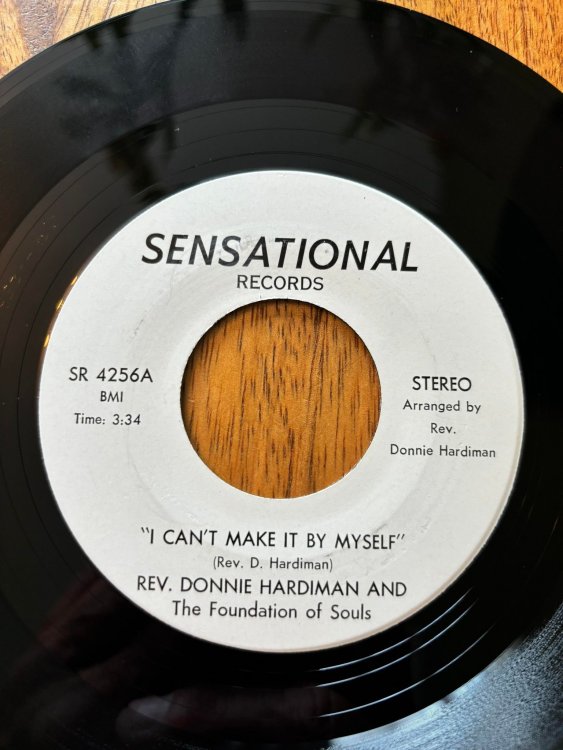 SENSATIONAL
RECORDS
SR 4256A
BMI
Time: 3:34
STEREO
Arranged by
Rev.
Donnie Hardiman
"I CAN'T MAKE IT BY MYSELF"
(Rev. D. Hardiman)
REV. DONNIE HARDIMAN AND
The Foundation of Souls